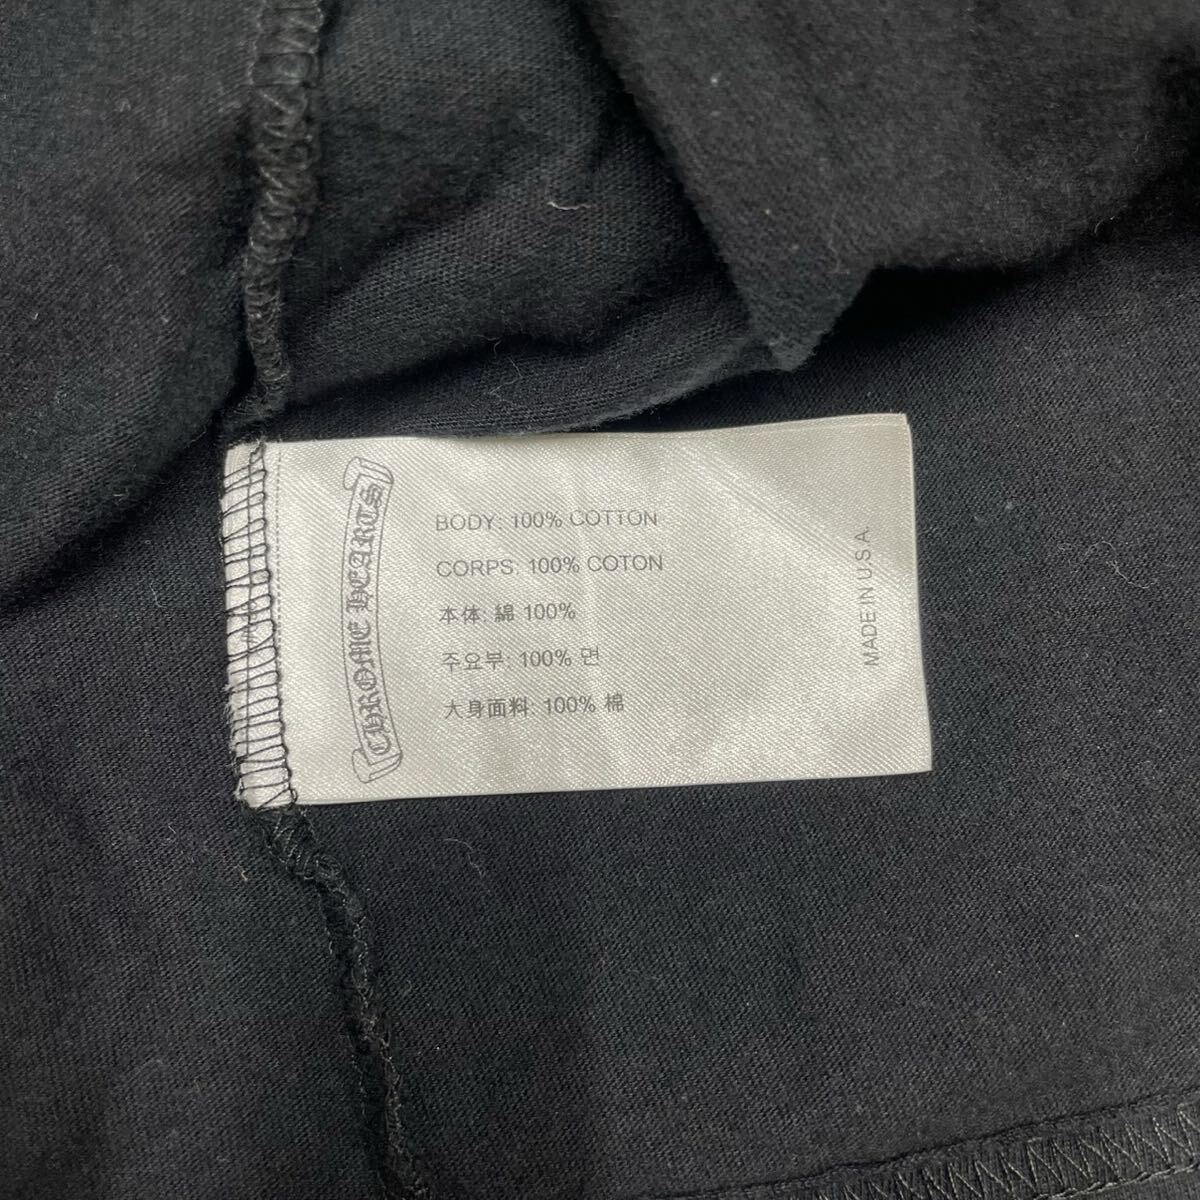 CHROME HEARTS
BODY: 100% COTTON
CORPS: 100% COTON
本体: 綿 100%
주요부: 100% 면
大身面料: 100% 棉
MADE IN U.S.A.